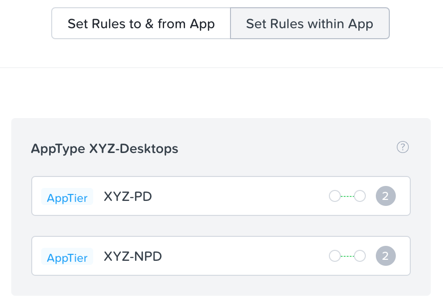 Set Rules to & from App Set Rules within App
AppType XYZ-Desktops ?
AppTier XYZ-PD 2
AppTier XYZ-NPD 2